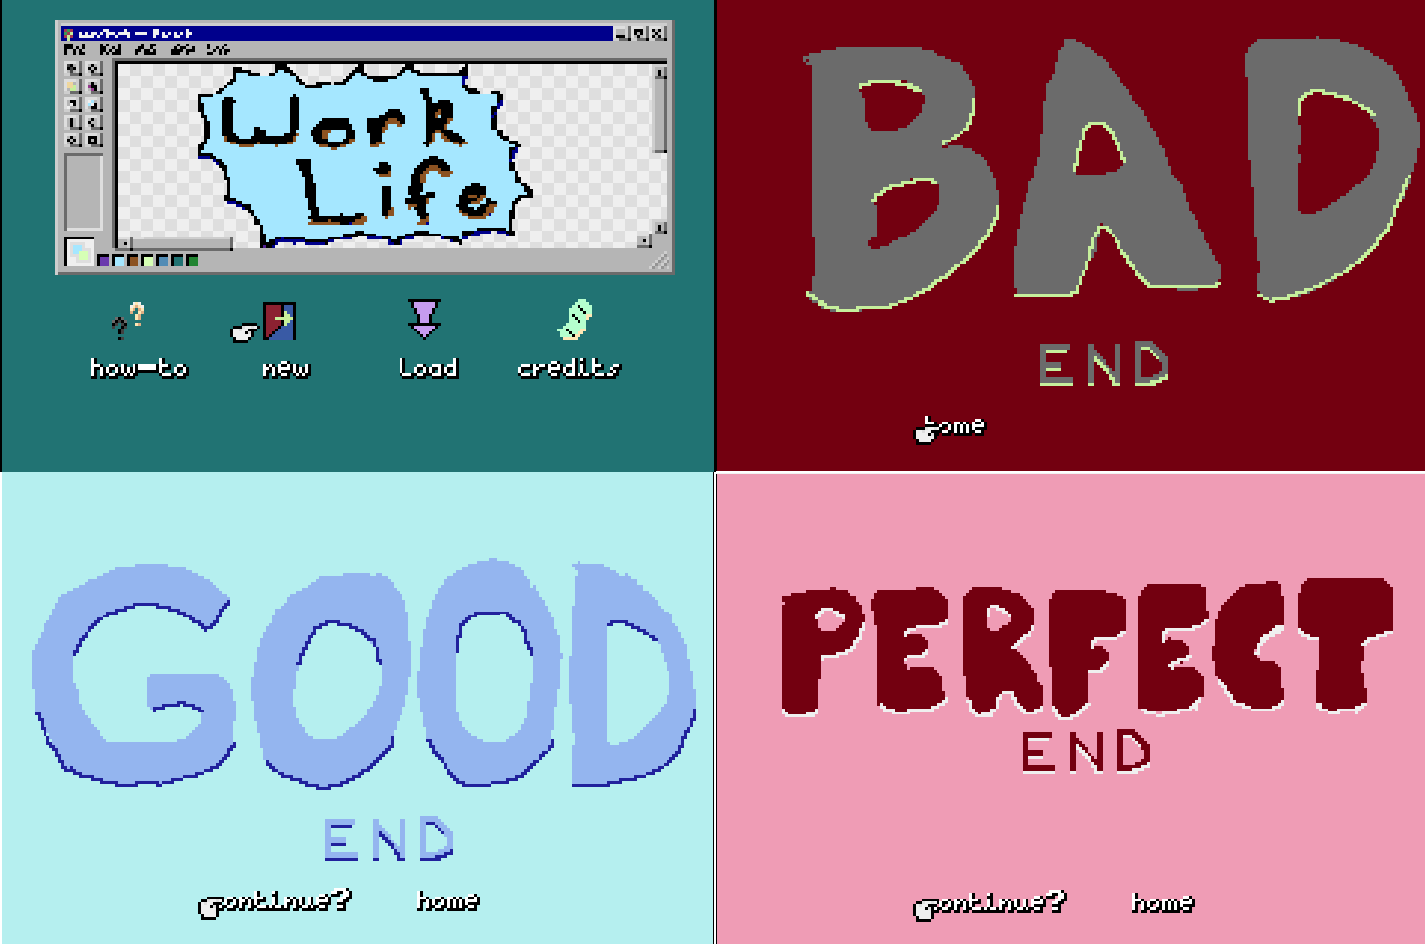 Work
Life
how-to
new
Load
credits
BAD
END
home
GOOD
END
continue?
home
PERFECT
END
continue?
home